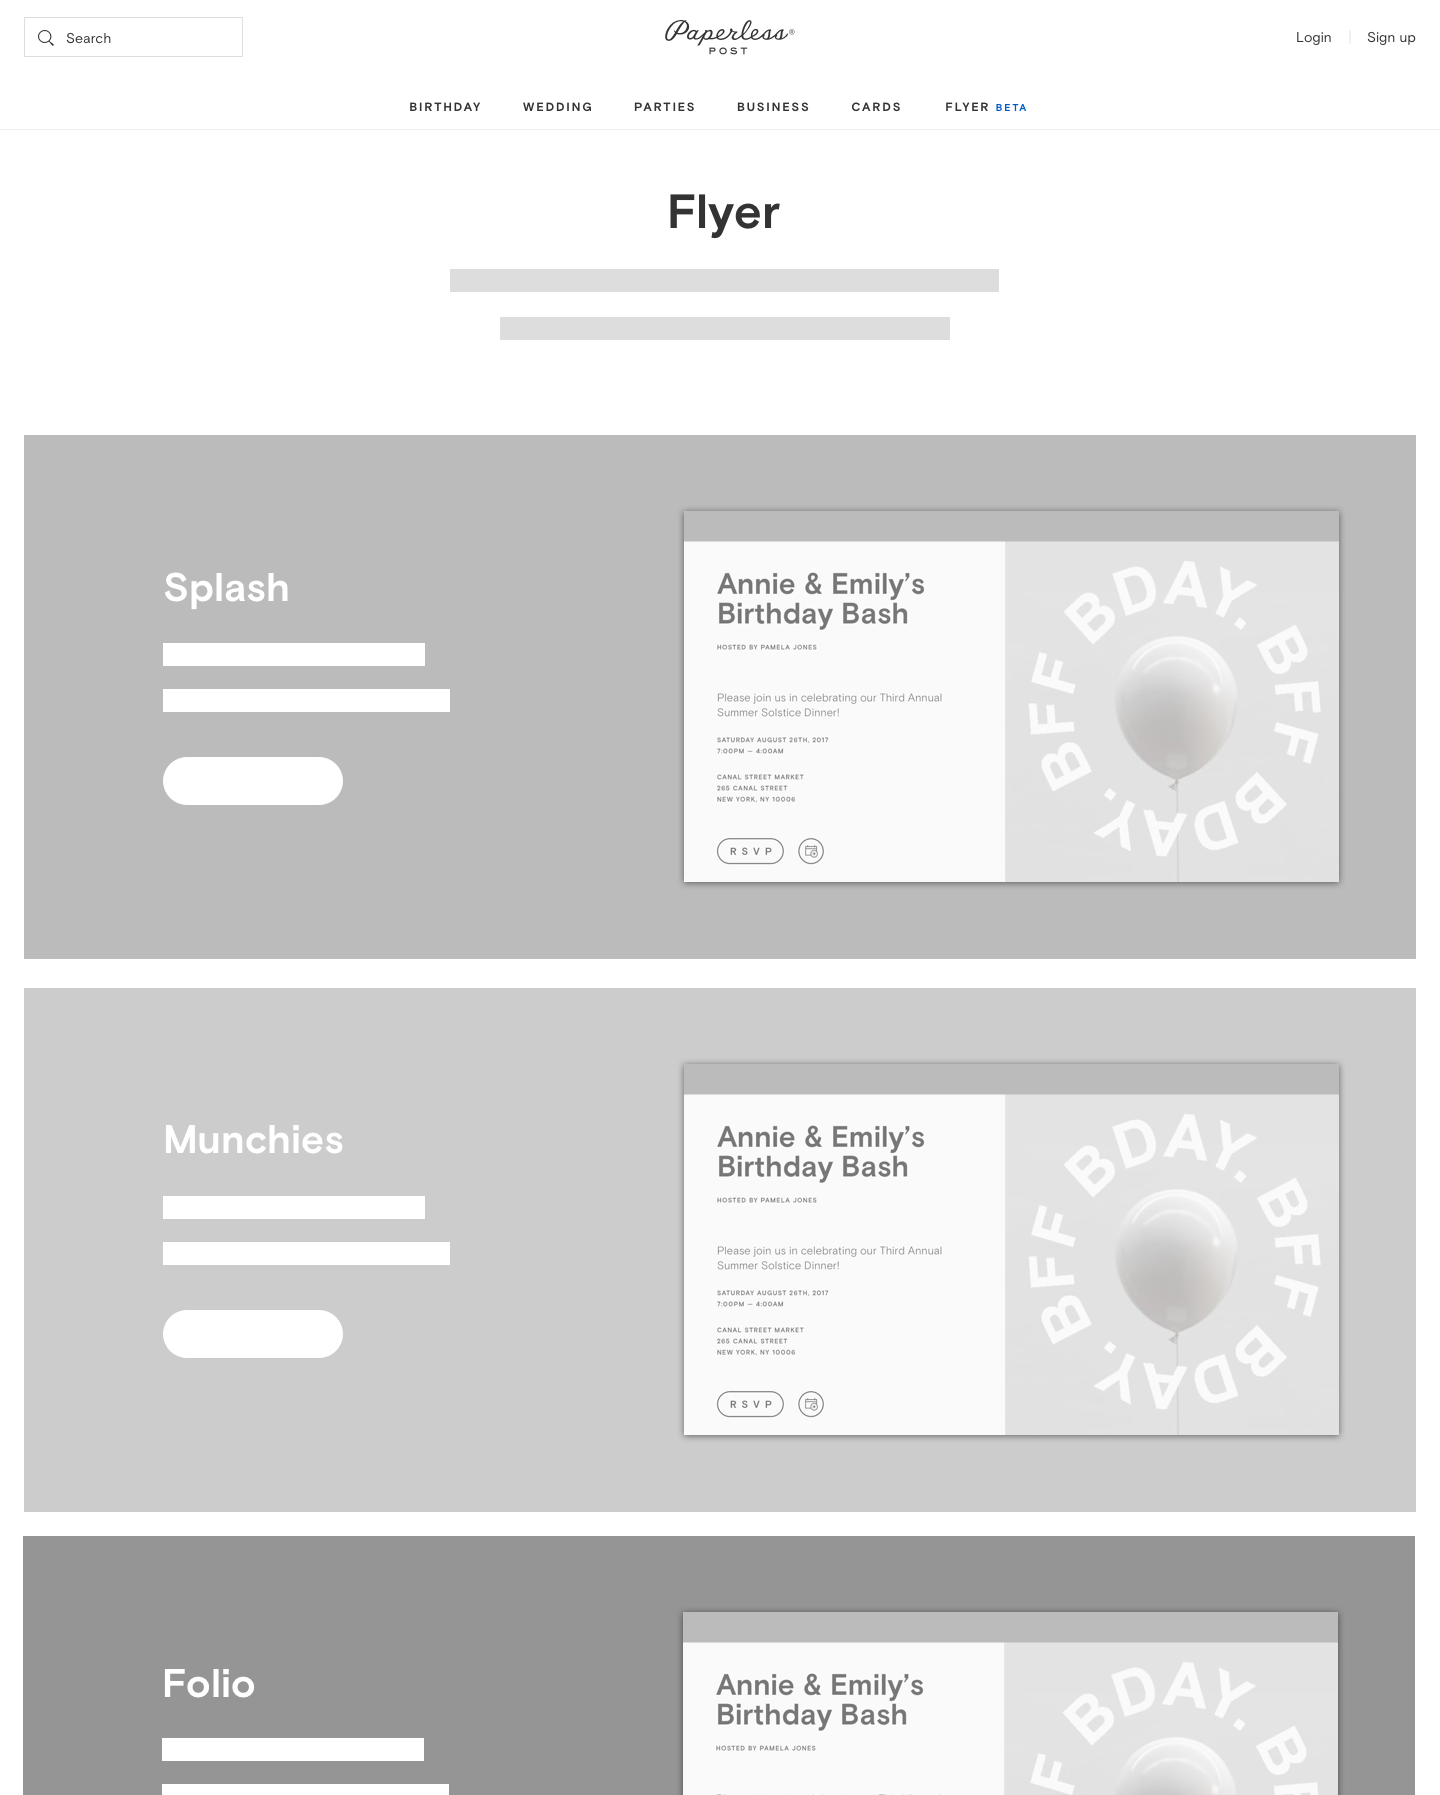 Search
Paperless®
POST
Login
Sign up
BIRTHDAY WEDDING PARTIES BUSINESS CARDS FLYER BETA
Flyer
Splash
Annie & Emily’s
Birthday Bash
HOSTED BY PAMELA JONES
Please join us in celebrating our Third Annual
Summer Solstice Dinner!
SATURDAY AUGUST 26TH, 2017
7:00PM — 4:00AM
CANAL STREET MARKET
265 CANAL STREET
NEW YORK, NY 10006
RSVP
BFF BDAY. BFF BDAY.
Munchies
Annie & Emily’s
Birthday Bash
HOSTED BY PAMELA JONES
Please join us in celebrating our Third Annual
Summer Solstice Dinner!
SATURDAY AUGUST 26TH, 2017
7:00PM — 4:00AM
CANAL STREET MARKET
265 CANAL STREET
NEW YORK, NY 10006
RSVP
BFF BDAY. BFF BDAY.
Folio
Annie & Emily’s
Birthday Bash
HOSTED BY PAMELA JONES
BDAY.